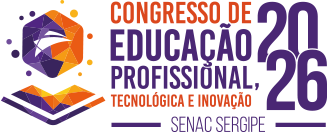 CONGRESSO DE
EDUCAÇÃO
PROFISSIONAL,
TECNOLÓGICA E INOVAÇÃO
2026
SENAC SERGIPE